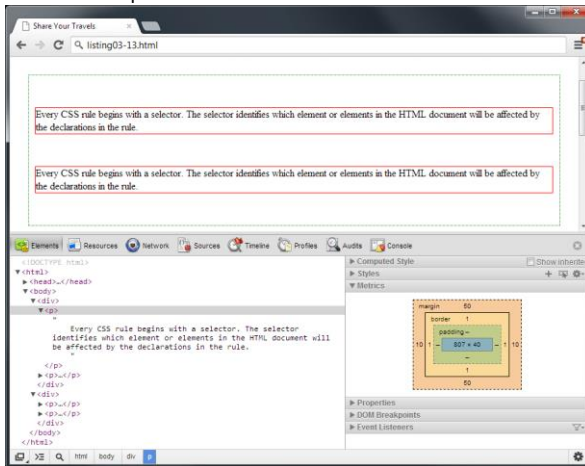 Share Your Travels
listing03-13.html
Every CSS rule begins with a selector. The selector identifies which element or elements in the HTML document will be affected by
the declarations in the rule.
Every CSS rule begins with a selector. The selector identifies which element or elements in the HTML document will be affected by
the declarations in the rule.
Elements Resources Network Sources Timeline Profiles Audits Console
<!DOCTYPE html>
▼<html>
▶<head>…</head>
▼<body>
▼<div>
▼<p>
"
Every CSS rule begins with a selector. The selector
identifies which element or elements in the HTML document will
be affected by the declarations in the rule.
"
</p>
▶<p>…</p>
</div>
▼<div>
▶<p>…</p>
▶<p>…</p>
</div>
</body>
</html>
▶ Computed Style Show inherite
▶ Styles
▼ Metrics
margin 50
border 1
padding –
10 1 – 807 × 40 – 1 10
–
1
50
▶ Properties
▶ DOM Breakpoints
▶ Event Listeners
html body div p